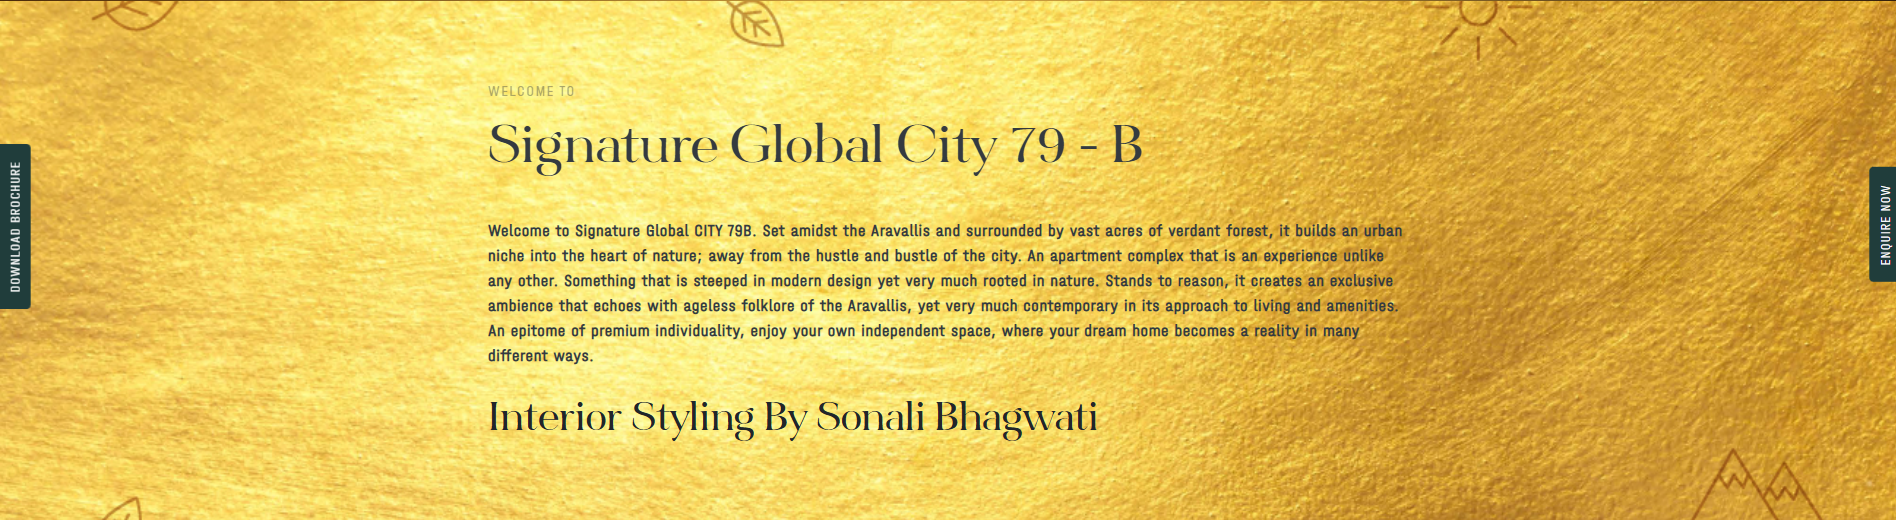 WELCOME TO
Signature Global City 79 - B
Welcome to Signature Global CITY 79B. Set amidst the Aravallis and surrounded by vast acres of verdant forest, it builds an urban
niche into the heart of nature; away from the hustle and bustle of the city. An apartment complex that is an experience unlike
any other. Something that is steeped in modern design yet very much rooted in nature. Stands to reason, it creates an exclusive
ambience that echoes with ageless folklore of the Aravallis, yet very much contemporary in its approach to living and amenities.
An epitome of premium individuality, enjoy your own independent space, where your dream home becomes a reality in many
different ways.
Interior Styling By Sonali Bhagwati
DOWNLOAD BROCHURE
ENQUIRE NOW